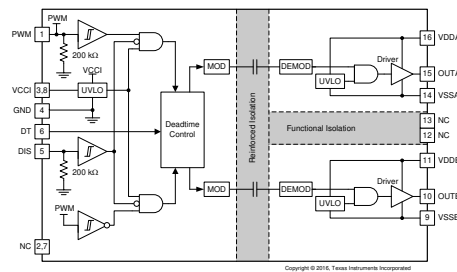 PWM
PWM 1
200 kΩ
VCCI
VCCI 3,8
UVLO
GND 4
DT 6
DIS 5
200 kΩ
PWM
NC 2,7
Deadtime Control
MOD
DEMOD
Driver
UVLO
16 VDDA
15 OUTA
14 VSSA
Reinforced Isolation
Functional Isolation
13 NC
12 NC
MOD
DEMOD
Driver
UVLO
11 VDDB
10 OUTB
9 VSSB
Copyright © 2016, Texas Instruments Incorporated